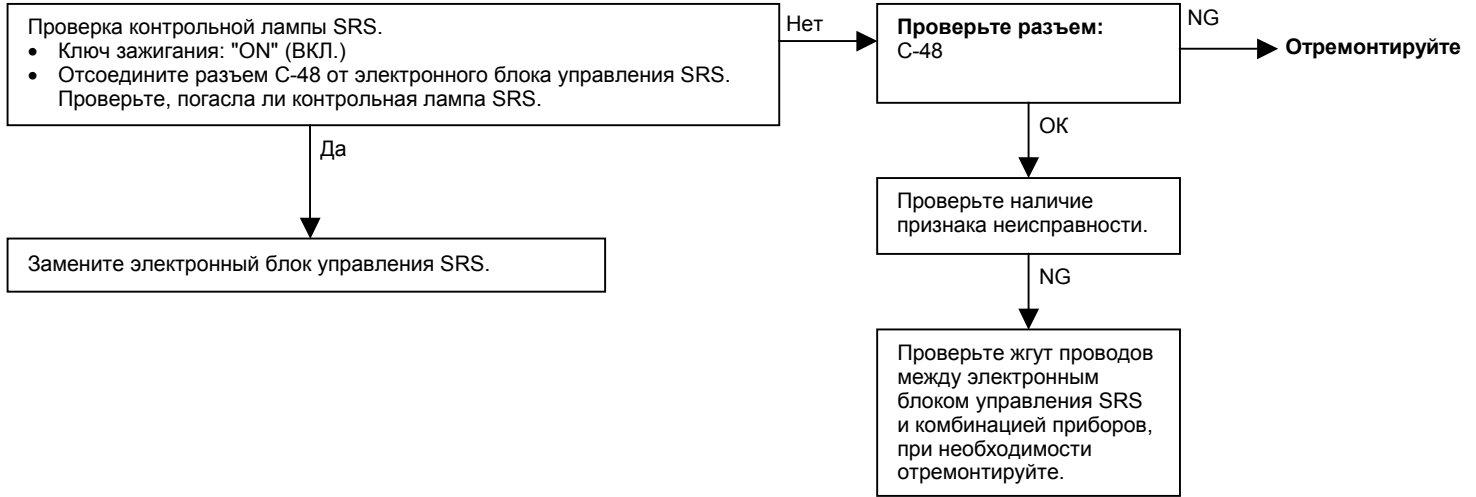 Проверка контрольной лампы SRS.
• Ключ зажигания: "ON" (ВКЛ.)
• Отсоедините разъем C-48 от электронного блока управления SRS.
Проверьте, погасла ли контрольная лампа SRS.
Нет
Проверьте разъем:
C-48
NG
Отремонтируйте
Да
ОК
Замените электронный блок управления SRS.
Проверьте наличие
признака неисправности.
NG
Проверьте жгут проводов
между электронным
блоком управления SRS
и комбинацией приборов,
при необходимости
отремонтируйте.